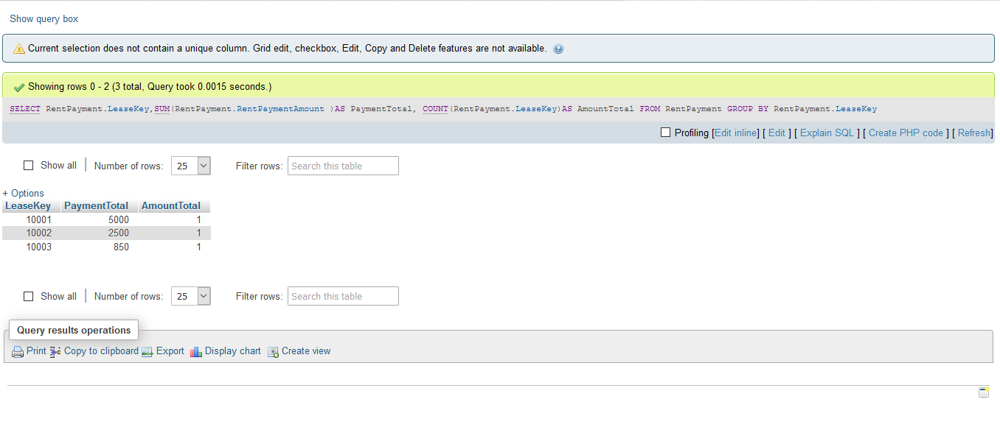 Show query box
Current selection does not contain a unique column. Grid edit, checkbox, Edit, Copy and Delete features are not available.
Showing rows 0 - 2 (3 total, Query took 0.0015 seconds.)
SELECT RentPayment.LeaseKey,SUM(RentPayment.RentPaymentAmount )AS PaymentTotal, COUNT(RentPayment.LeaseKey)AS AmountTotal FROM RentPayment GROUP BY RentPayment.LeaseKey
Profiling [Edit inline] [ Edit ] [ Explain SQL ] [ Create PHP code ] [ Refresh]
Show all Number of rows: 25 Filter rows: Search this table
+ Options
LeaseKey PaymentTotal AmountTotal
10001 5000 1
10002 2500 1
10003 850 1
Show all Number of rows: 25 Filter rows: Search this table
Query results operations
Print Copy to clipboard Export Display chart Create view